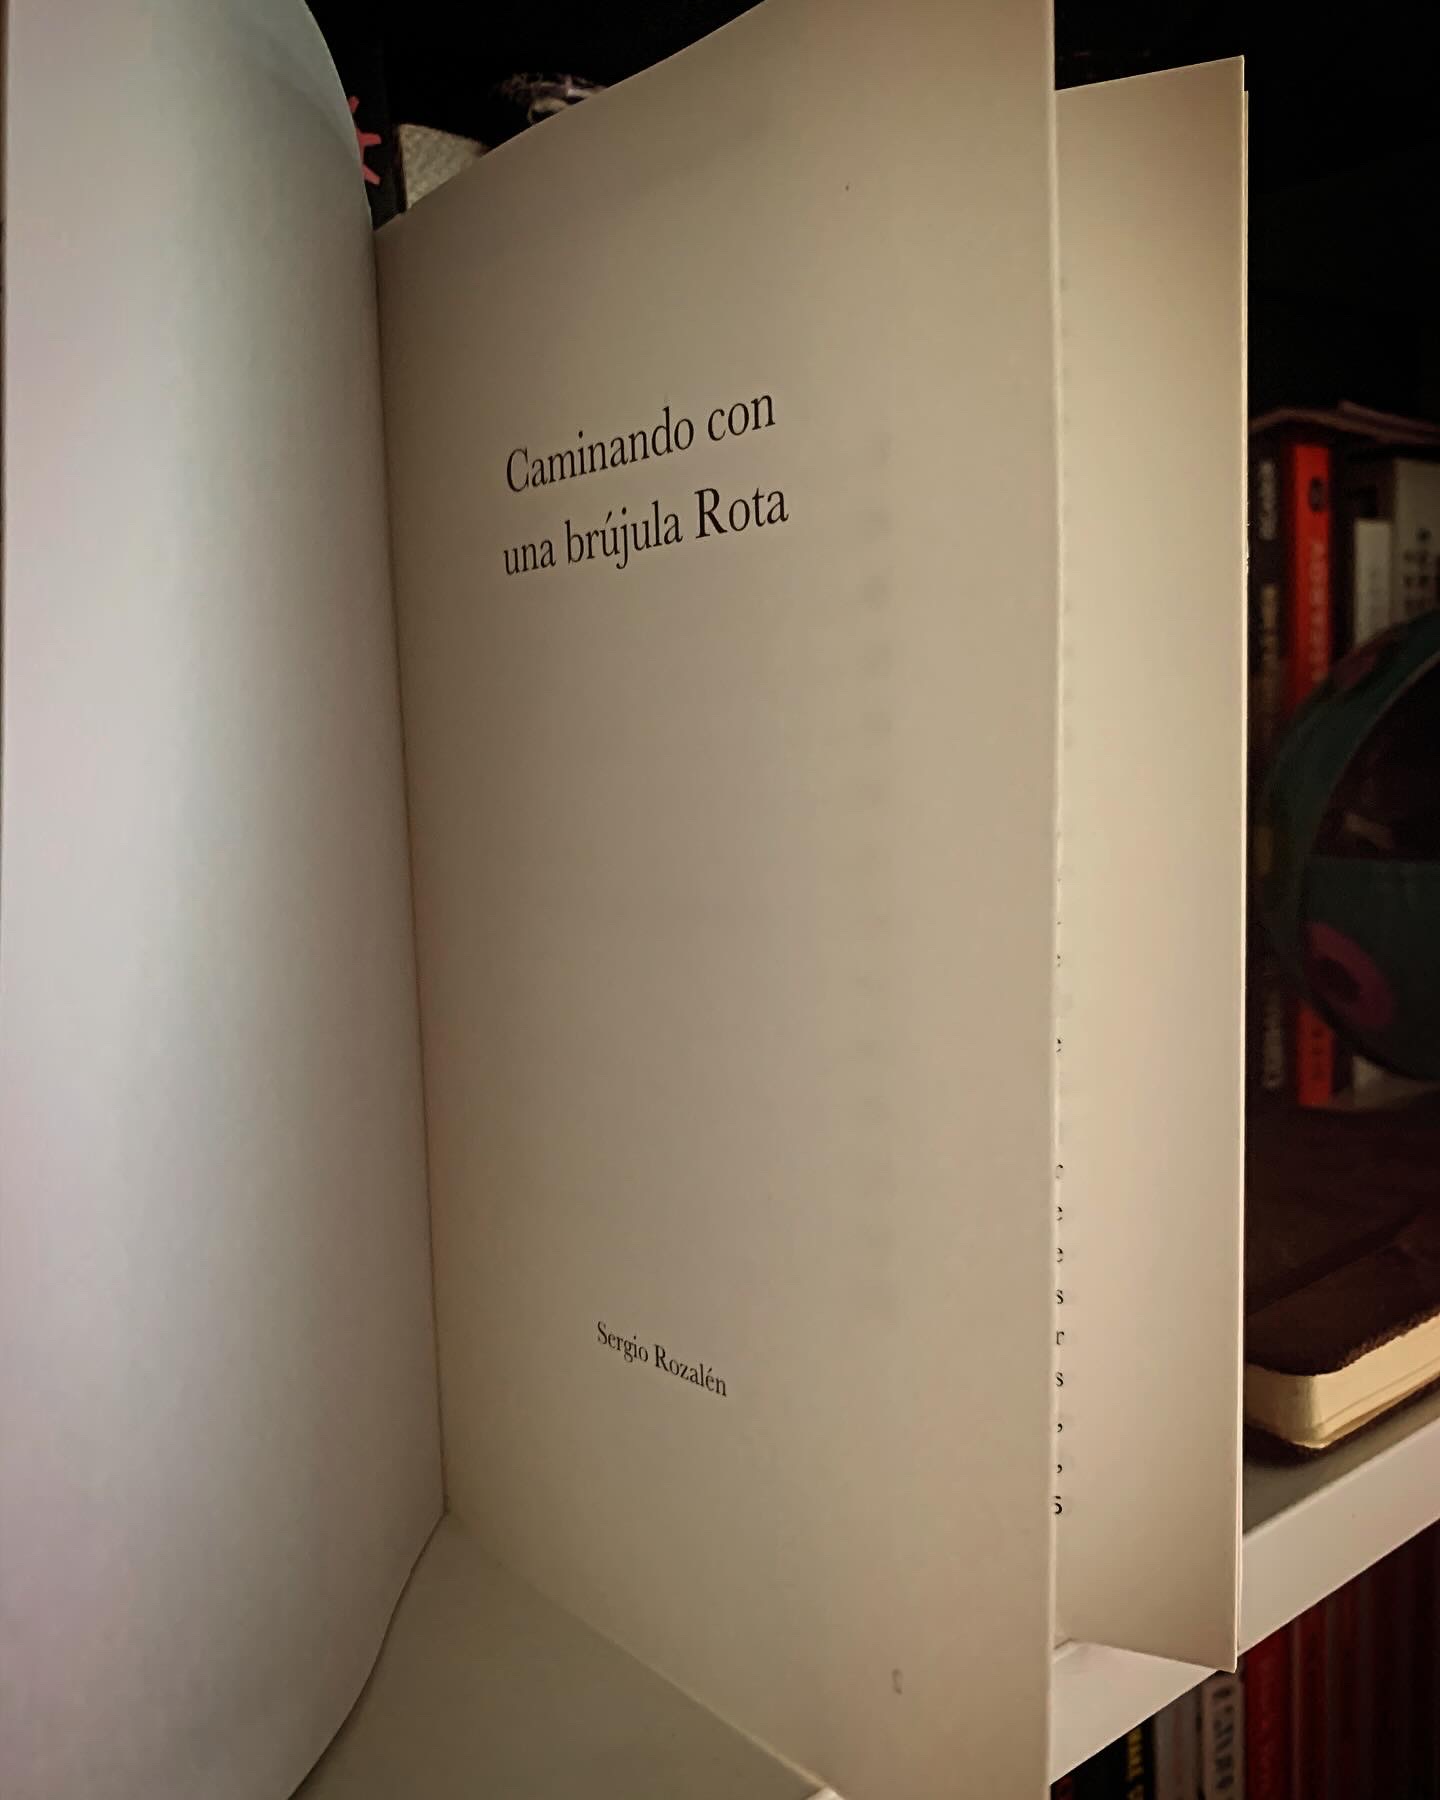 Caminando con
una brújula Rota
Sergio Rozalén